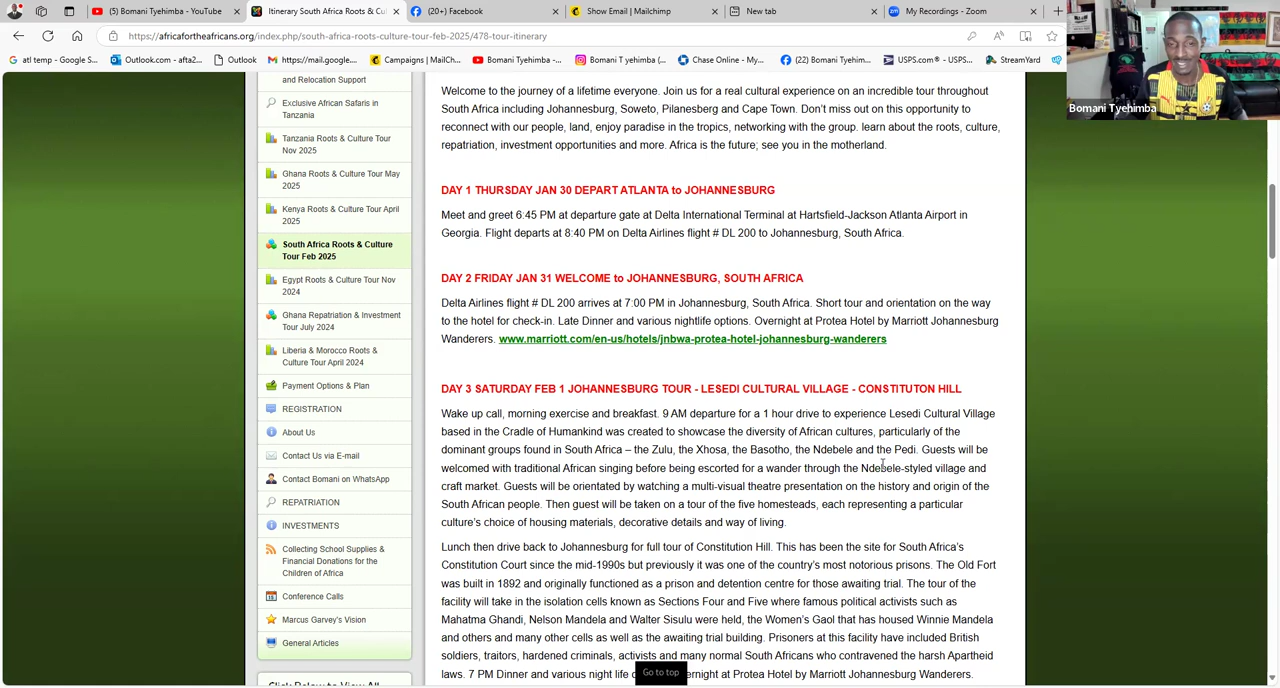 (5) Bomani Tyehimba - YouTube
Itinerary South Africa Roots & Cul
(20+) Facebook
Show Email | Mailchimp
New tab
My Recordings - Zoom
https://africafortheafricans.org/index.php/south-africa-roots-culture-tour-feb-2025/478-tour-itinerary
atl temp - Google S...
Outlook.com - afta2...
Outlook
https://mail.google....
Campaigns | MailCh...
Bomani Tyehimba -...
Bomani T yehimba (...
Chase Online - My...
(22) Bomani Tyehim...
USPS.com® - USPS...
StreamYard
Bomani Tyehimba
and Relocation Support
Exclusive African Safaris in
Tanzania
Tanzania Roots & Culture Tour
Nov 2025
Ghana Roots & Culture Tour May
2025
Kenya Roots & Culture Tour April
2025
South Africa Roots & Culture
Tour Feb 2025
Egypt Roots & Culture Tour Nov
2024
Ghana Repatriation & Investment
Tour July 2024
Liberia & Morocco Roots &
Culture Tour April 2024
Payment Options & Plan
REGISTRATION
About Us
Contact Us via E-mail
Contact Bomani on WhatsApp
REPATRIATION
INVESTMENTS
Collecting School Supplies &
Financial Donations for the
Children of Africa
Conference Calls
Marcus Garvey's Vision
General Articles
Click Below to View All
Welcome to the journey of a lifetime everyone. Join us for a real cultural experience on an incredible tour throughout
South Africa including Johannesburg, Soweto, Pilanesberg and Cape Town. Don't miss out on this opportunity to
reconnect with our people, land, enjoy paradise in the tropics, networking with the group. learn about the roots, culture,
repatriation, investment opportunities and more. Africa is the future; see you in the motherland.
DAY 1 THURSDAY JAN 30 DEPART ATLANTA to JOHANNESBURG
Meet and greet 6:45 PM at departure gate at Delta International Terminal at Hartsfield-Jackson Atlanta Airport in
Georgia. Flight departs at 8:40 PM on Delta Airlines flight # DL 200 to Johannesburg, South Africa.
DAY 2 FRIDAY JAN 31 WELCOME to JOHANNESBURG, SOUTH AFRICA
Delta Airlines flight # DL 200 arrives at 7:00 PM in Johannesburg, South Africa. Short tour and orientation on the way
to the hotel for check-in. Late Dinner and various nightlife options. Overnight at Protea Hotel by Marriott Johannesburg
Wanderers. www.marriott.com/en-us/hotels/jnbwa-protea-hotel-johannesburg-wanderers
DAY 3 SATURDAY FEB 1 JOHANNESBURG TOUR - LESEDI CULTURAL VILLAGE - CONSTITUTON HILL
Wake up call, morning exercise and breakfast. 9 AM departure for a 1 hour drive to experience Lesedi Cultural Village
based in the Cradle of Humankind was created to showcase the diversity of African cultures, particularly of the
dominant groups found in South Africa – the Zulu, the Xhosa, the Basotho, the Ndebele and the Pedi. Guests will be
welcomed with traditional African singing before being escorted for a wander through the Ndebele-styled village and
craft market. Guests will be orientated by watching a multi-visual theatre presentation on the history and origin of the
South African people. Then guest will be taken on a tour of the five homesteads, each representing a particular
culture's choice of housing materials, decorative details and way of living.
Lunch then drive back to Johannesburg for full tour of Constitution Hill. This has been the site for South Africa's
Constitution Court since the mid-1990s but previously it was one of the country's most notorious prisons. The Old Fort
was built in 1892 and originally functioned as a prison and detention centre for those awaiting trial. The tour of the
facility will take in the isolation cells known as Sections Four and Five where famous political activists such as
Mahatma Ghandi, Nelson Mandela and Walter Sisulu were held, the Women's Gaol that has housed Winnie Mandela
and others and many other cells as well as the awaiting trial building. Prisoners at this facility have included British
soldiers, traitors, hardened criminals, activists and many normal South Africans who contravened the harsh Apartheid
laws. 7 PM Dinner and various night life at Protea Hotel by Marriott Johannesburg Wanderers.
Go to top